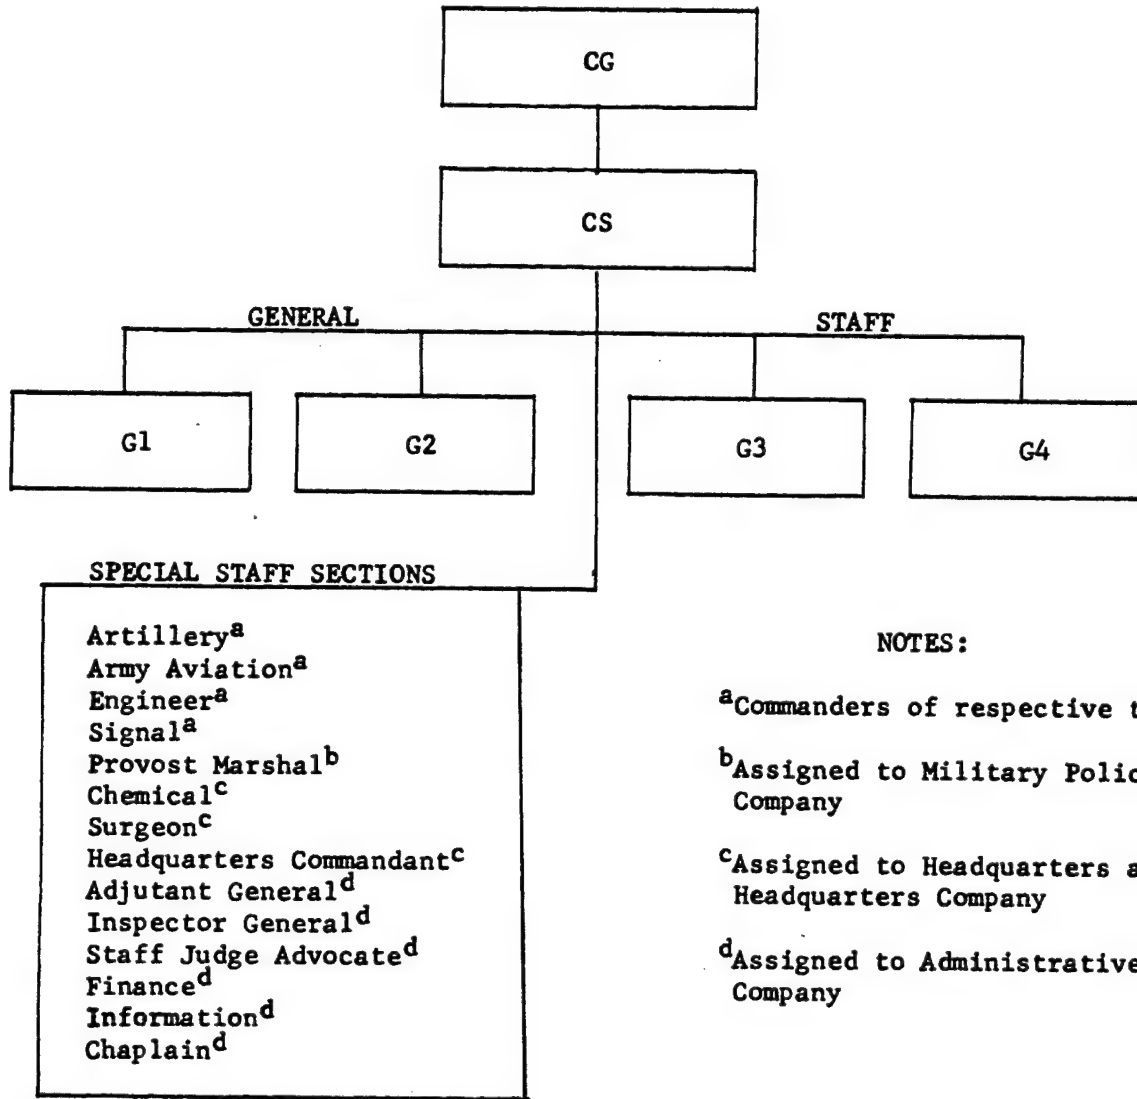 CG
CS
GENERAL STAFF
G1 G2 G3 G4
SPECIAL STAFF SECTIONS
Artillery^a
Army Aviation^a
Engineer^a
Signal^a
Provost Marshal^b
Chemical^c
Surgeon^c
Headquarters Commandant^c
Adjutant General^d
Inspector General^d
Staff Judge Advocate^d
Finance^d
Information^d
Chaplain^d
NOTES:
^aCommanders of respective t
^bAssigned to Military Polic
Company
^cAssigned to Headquarters a
Headquarters Company
^dAssigned to Administrative
Company